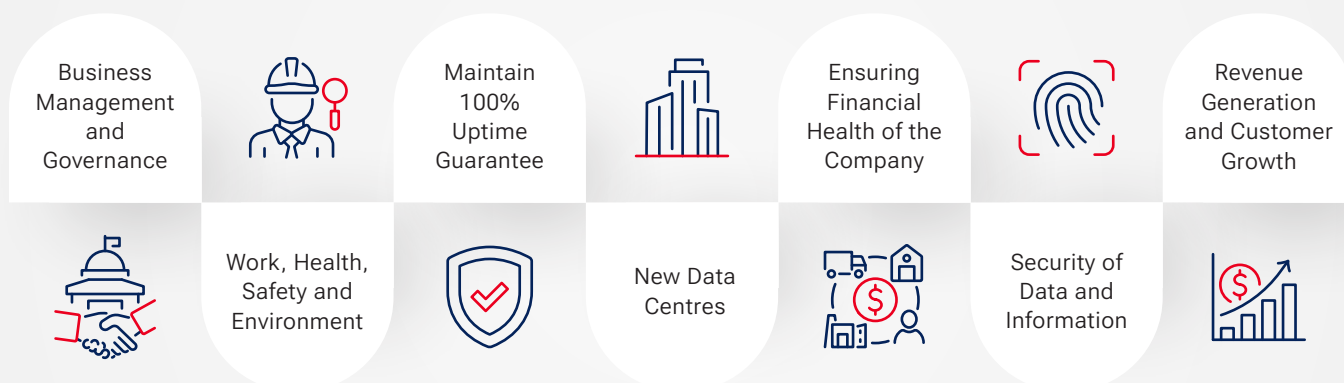 Business
Management
and
Governance
Maintain
100%
Uptime
Guarantee
Ensuring
Financial
Health of the
Company
Revenue
Generation
and Customer
Growth
Work, Health,
Safety and
Environment
New Data
Centres
Security of
Data and
Information